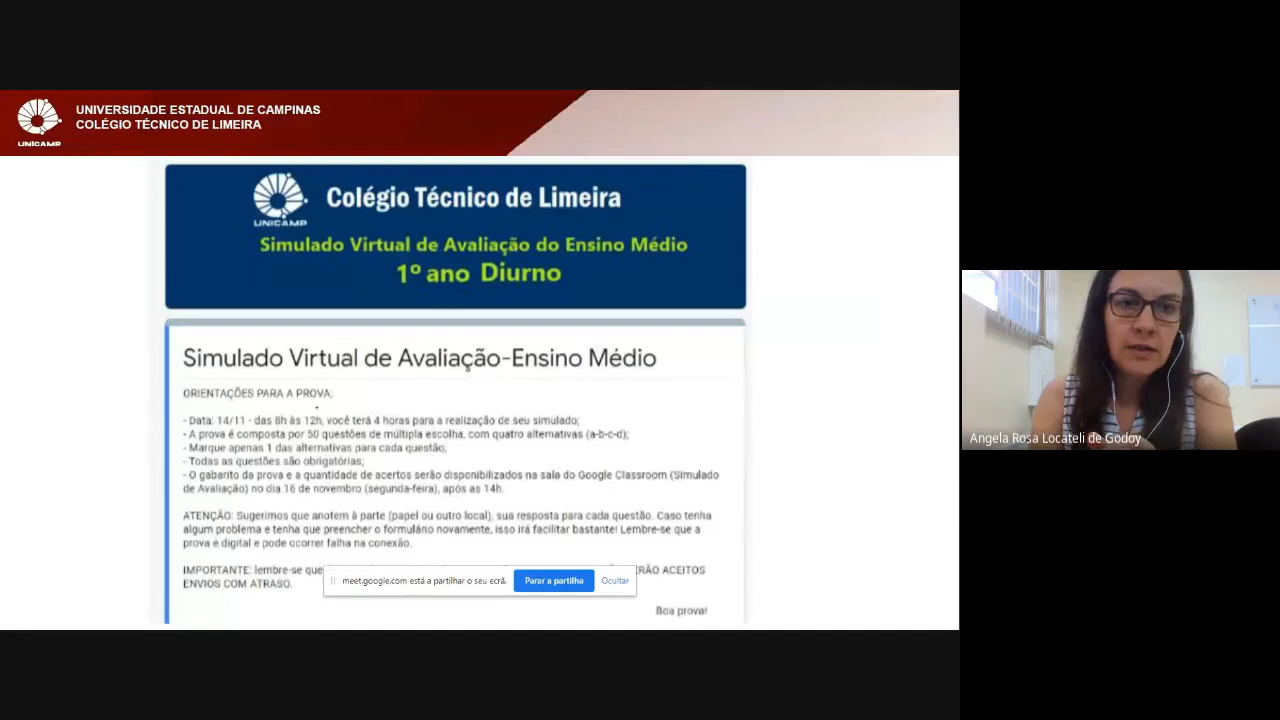 UNIVERSIDADE ESTADUAL DE CAMPINAS
COLÉGIO TÉCNICO DE LIMEIRA
UNICAMP
Colégio Técnico de Limeira
UNICAMP
Simulado Virtual de Avaliação do Ensino Médio
1º ano Diurno
Simulado Virtual de Avaliação-Ensino Médio
ORIENTAÇÕES PARA A PROVA:
- Data: 14/11 - das 8h às 12h, você terá 4 horas para a realização de seu simulado;
- A prova é composta por 50 questões de múltipla escolha, com quatro alternativas (a-b-c-d);
- Marque apenas 1 das alternativas para cada questão;
- Todas as questões são obrigatórias;
- O gabarito da prova e a quantidade de acertos serão disponibilizados na sala do Google Classroom (Simulado
de Avaliação) no dia 16 de novembro (segunda-feira), após as 14h.
ATENÇÃO: Sugerimos que anotem à parte (papel ou outro local), sua resposta para cada questão. Caso tenha
algum problema e tenha que preencher o formulário novamente, isso irá facilitar bastante! Lembre-se que a
prova é digital e pode ocorrer falha na conexão.
IMPORTANTE: lembre-se que ERÃO ACEITOS
ENVIOS COM ATRASO.
meet.google.com está a partilhar o seu ecrã. Parar a partilha Ocultar
Boa prova!
Angela Rosa Locateli de Godoy